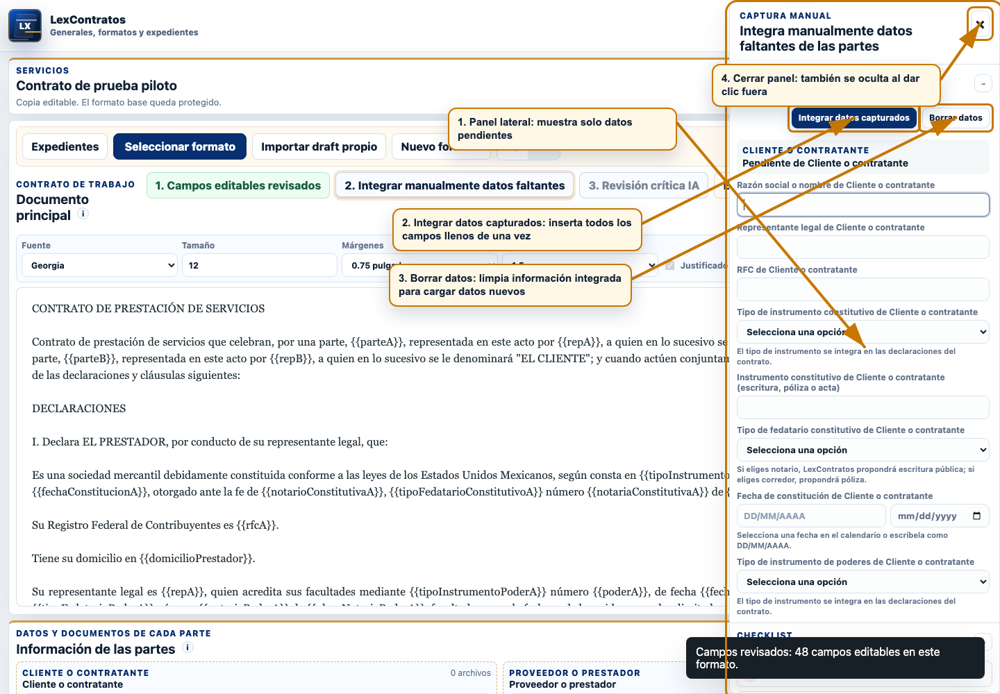 LX
LexContratos
Generales, formatos y expedientes
SERVICIOS
Contrato de prueba piloto
Copia editable. El formato base queda protegido.
Expedientes
Seleccionar formato
Importar draft propio
Nuevo
CONTRATO DE TRABAJO
Documento
principal
i
1. Campos editables revisados
2. Integrar manualmente datos faltantes
3. Revisión crítica IA
Fuente
Tamaño
Márgenes
Georgia
12
0.75
Justificado
CONTRATO DE PRESTACIÓN DE SERVICIOS
Contrato de prestación de servicios que celebran, por una parte, {{parteA}}, representada en este acto por {{repA}}, a quien en lo sucesivo se
parte, {{parteB}}, representada en este acto por {{repB}}, a quien en lo sucesivo se le denominará "EL CLIENTE"; y cuando actúen
de las declaraciones y cláusulas siguientes:
DECLARACIONES
I. Declara EL PRESTADOR, por conducto de su representante legal, que:
Es una sociedad mercantil debidamente constituida conforme a las leyes de los Estados Unidos Mexicanos, según consta en {{tipoInstrumento
{{fechaConstitucionA}}, otorgado ante la fe de {{notarioConstitutivaA}}, {{tipoFedatarioConstitutivoA}} número {{notariaConstitutivaA}} de
Su Registro Federal de Contribuyentes es {{rfcA}}.
Tiene su domicilio en {{domicilioPrestador}}.
Su representante legal es {{repA}}, quien acredita sus facultades mediante {{tipoInstrumentoPoderA}} número {{poderA}}, de fecha
DATOS Y DOCUMENTOS DE CADA PARTE
Información de las partes
i
CLIENTE O CONTRATANTE
0 archivos
Cliente o contratante
PROVEEDOR O PRESTADOR
Proveedor o prestador
1. Panel lateral: muestra solo datos
pendientes
2. Integrar datos capturados: inserta todos los
campos llenos de una vez
3. Borrar datos: limpia información integrada
para cargar datos nuevos
4. Cerrar panel: también se oculta al dar
clic fuera
CAPTURA MANUAL
Integra manualmente datos
faltantes de las partes
Integrar datos capturados
Borrar datos
CLIENTE O CONTRATANTE
Pendiente de Cliente o contratante
Razón social o nombre de Cliente o contratante
Representante legal de Cliente o contratante
RFC de Cliente o contratante
Tipo de instrumento constitutivo de Cliente o contratante
Selecciona una opción
El tipo de instrumento se integra en las declaraciones del
contrato.
Instrumento constitutivo de Cliente o contratante
(escritura, póliza o acta)
Tipo de fedatario constitutivo de Cliente o contratante
Selecciona una opción
Si eliges notario, LexContratos propondrá escritura pública; si
eliges corredor, propondrá póliza.
Fecha de constitución de Cliente o contratante
DD/MM/AAAA
mm/dd/yyyy
Selecciona una fecha en el calendario o escríbela como
DD/MM/AAAA.
Tipo de instrumento de poderes de Cliente o contratante
Selecciona una opción
El tipo de instrumento se integra en las declaraciones del
contrato.
CHECKLIST
Campos revisados: 48 campos editables en este
formato.